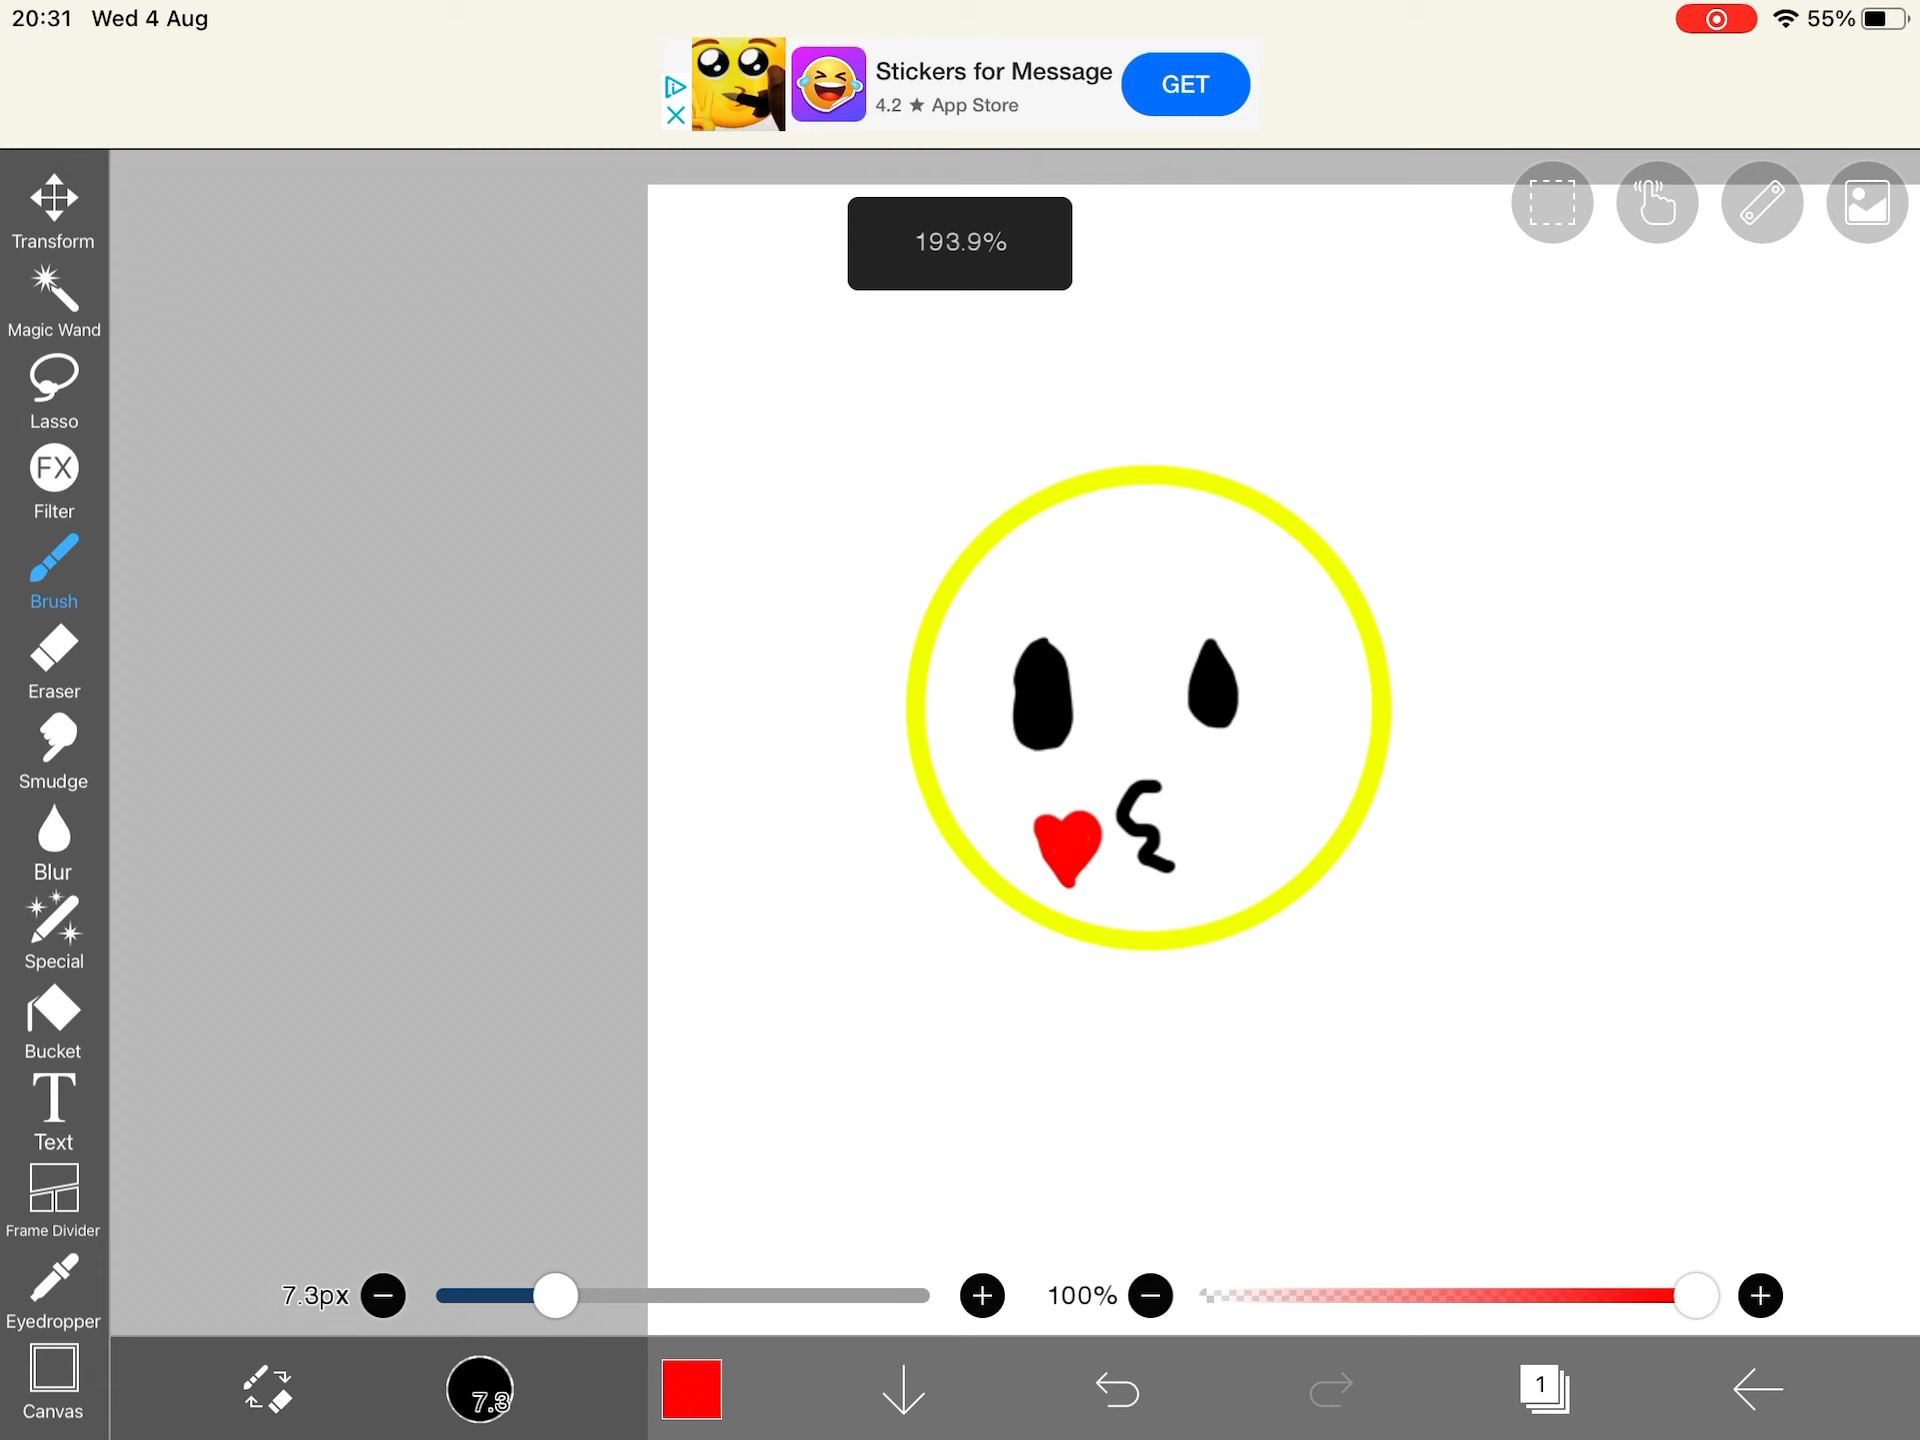 20:31 Wed 4 Aug
55%
Stickers for Message
4.2 ★ App Store
GET
193.9%
Transform
Magic Wand
Lasso
FX
Filter
Brush
Eraser
Smudge
Blur
Special
Bucket
T
Text
Frame Divider
Eyedropper
Canvas
7.3px
100%
7.3
1